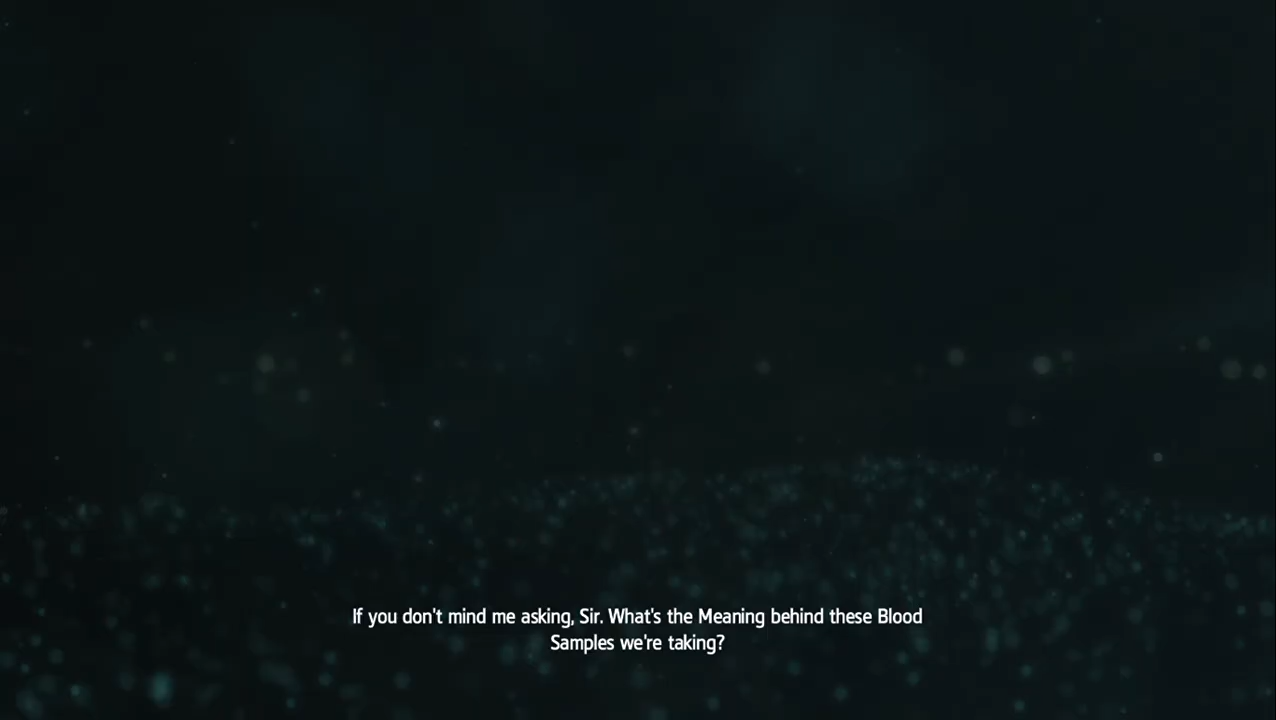 If you don't mind me asking, Sir. What's the Meaning behind these Blood
Samples we're taking?